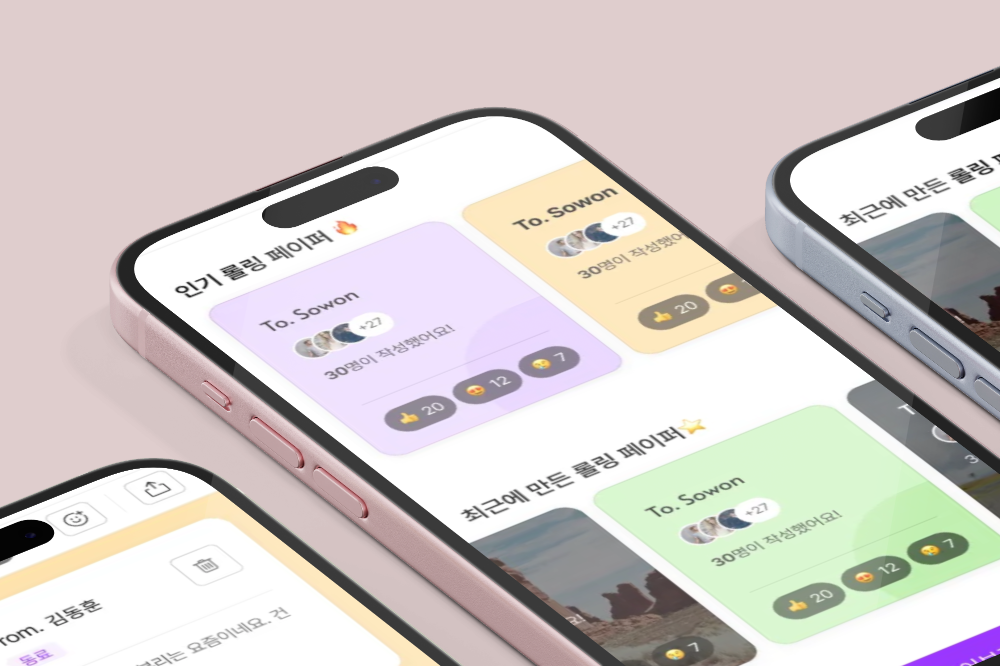 인기 롤링 페이퍼 🔥
To. Sowon
+27
30명이 작성했어요!
👍 20
😍 12
😢 7
To. Sowon
+27
30명이 작성했어
👍 20
😍
최근에 만든 롤링 페이퍼⭐
To. Sowon
+27
30명이 작성했어요!
👍 20
😍 12
😢 7
요!
😢 7
T
3
최근에 만든 롤링
rom. 김동훈
동료
리는 요즘이네요. 건